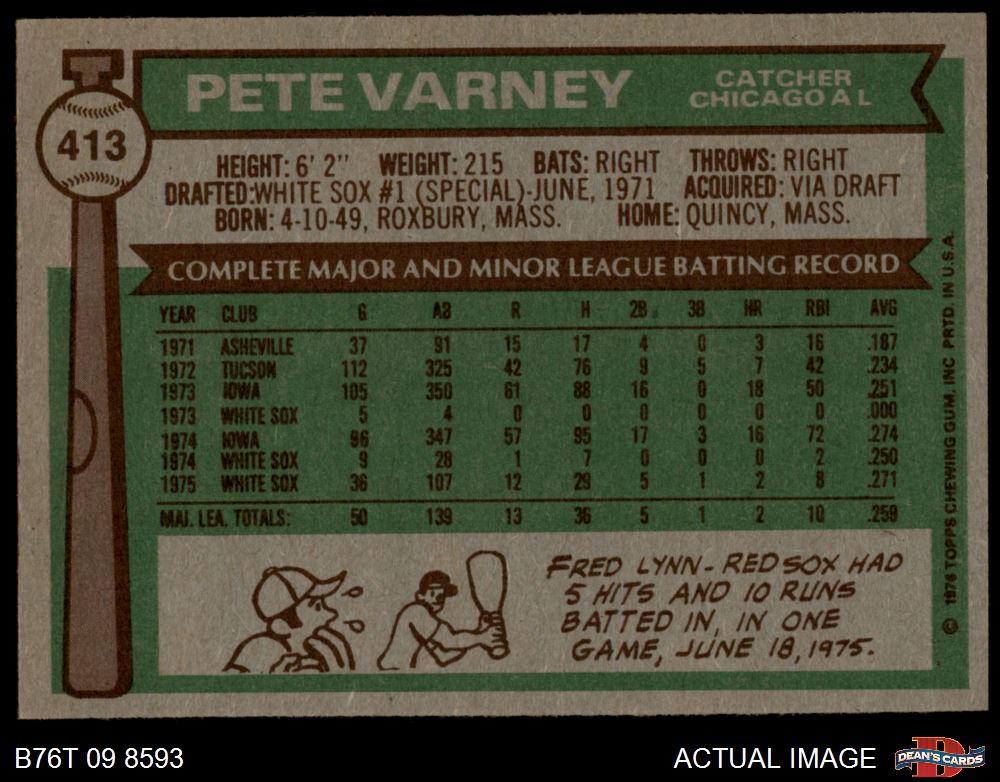 413
PETE VARNEY
CATCHER
CHICAGO A L
HEIGHT: 6' 2" WEIGHT: 215 BATS: RIGHT THROWS: RIGHT
DRAFTED: WHITE SOX #1 (SPECIAL)-JUNE, 1971 ACQUIRED: VIA DRAFT
BORN: 4-10-49, ROXBURY, MASS. HOME: QUINCY, MASS.
COMPLETE MAJOR AND MINOR LEAGUE BATTING RECORD
YEAR CLUB G AB R H 2B 3B HR RBI AVG
1971 ASHEVILLE 37 91 15 17 4 0 3 16 .187
1972 TUCSON 112 325 42 76 9 5 7 42 .234
1973 IOWA 105 350 61 88 16 0 18 50 .251
1973 WHITE SOX 5 4 0 0 0 0 0 0 .000
1974 IOWA 96 347 57 95 17 3 16 72 .274
1974 WHITE SOX 9 28 1 7 0 0 0 2 .250
1975 WHITE SOX 36 107 12 29 5 1 2 8 .271
MAJ. LEA. TOTALS: 50 139 13 36 5 1 2 10 .259
FRED LYNN - RED SOX HAD
5 HITS AND 10 RUNS
BATTED IN, IN ONE
GAME, JUNE 18, 1975.
© 1976 TOPPS CHEWING GUM, INC PRTD. IN U.S.A.
B76T 09 8593
ACTUAL IMAGE
D
DEAN'S CARDS